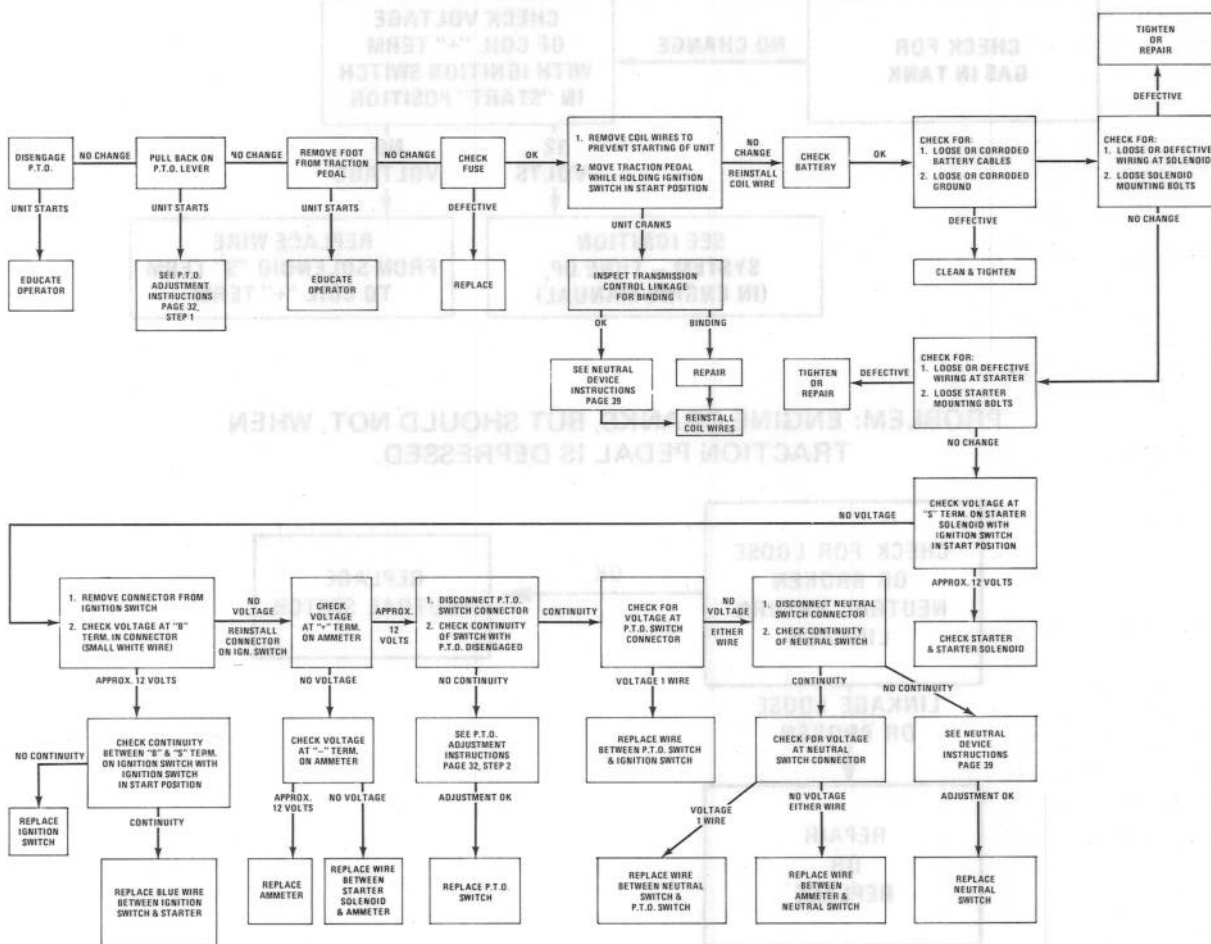 TIGHTEN
OR
REPAIR
DEFECTIVE
DISENGAGE
P.T.O.
NO CHANGE
PULL BACK ON
P.T.O. LEVER
NO CHANGE
REMOVE FOOT
FROM TRACTION
PEDAL
NO CHANGE
CHECK
FUSE
OK
1. REMOVE COIL WIRES TO
PREVENT STARTING OF UNIT
2. MOVE TRACTION PEDAL
WHILE HOLDING IGNITION
SWITCH IN START POSITION
NO
CHANGE
REINSTALL
COIL WIRE
CHECK
BATTERY
OK
CHECK FOR:
1. LOOSE OR CORRODED
BATTERY CABLES
2. LOOSE OR CORRODED
GROUND
CHECK FOR:
1. LOOSE OR DEFECTIVE
WIRING AT SOLENOID
2. LOOSE SOLENOID
MOUNTING BOLTS
UNIT STARTS
UNIT STARTS
UNIT STARTS
DEFECTIVE
UNIT CRANKS
DEFECTIVE
NO CHANGE
EDUCATE
OPERATOR
SEE P.T.O.
ADJUSTMENT
INSTRUCTIONS
PAGE 32,
STEP 1
EDUCATE
OPERATOR
REPLACE
INSPECT TRANSMISSION
CONTROL LINKAGE
FOR BINDING
CLEAN & TIGHTEN
OK
BINDING
SEE NEUTRAL
DEVICE
INSTRUCTIONS
PAGE 39
REPAIR
REINSTALL
COIL WIRES
TIGHTEN
OR
REPAIR
DEFECTIVE
CHECK FOR:
1. LOOSE OR DEFECTIVE
WIRING AT STARTER
2. LOOSE STARTER
MOUNTING BOLTS
NO CHANGE
NO VOLTAGE
CHECK VOLTAGE AT
"S" TERM. ON STARTER
SOLENOID WITH
IGNITION SWITCH
IN START POSITION
APPROX. 12 VOLTS
CHECK STARTER
& STARTER SOLENOID
1. REMOVE CONNECTOR FROM
IGNITION SWITCH
2. CHECK VOLTAGE AT "B"
TERM. IN CONNECTOR
(SMALL WHITE WIRE)
NO
VOLTAGE
REINSTALL
CONNECTOR
ON IGN. SWITCH
CHECK
VOLTAGE
AT "+" TERM.
ON AMMETER
APPROX.
12
VOLTS
1. DISCONNECT P.T.O.
SWITCH CONNECTOR
2. CHECK CONTINUITY
OF SWITCH WITH
P.T.O. DISENGAGED
CONTINUITY
CHECK FOR
VOLTAGE AT
P.T.O. SWITCH
CONNECTOR
NO
VOLTAGE
EITHER
WIRE
1. DISCONNECT NEUTRAL
SWITCH CONNECTOR
2. CHECK CONTINUITY
OF NEUTRAL SWITCH
APPROX. 12 VOLTS
NO VOLTAGE
NO CONTINUITY
VOLTAGE 1 WIRE
CONTINUITY
NO CONTINUITY
NO CONTINUITY
CHECK CONTINUITY
BETWEEN "B" & "S" TERM.
ON IGNITION SWITCH WITH
IGNITION SWITCH
IN START POSITION
CHECK VOLTAGE
AT "–" TERM.
ON AMMETER
SEE P.T.O.
ADJUSTMENT
INSTRUCTIONS
PAGE 32, STEP 2
REPLACE WIRE
BETWEEN P.T.O. SWITCH
& IGNITION SWITCH
CHECK FOR VOLTAGE
AT NEUTRAL
SWITCH CONNECTOR
SEE NEUTRAL
DEVICE
INSTRUCTIONS
PAGE 39
REPLACE
IGNITION
SWITCH
CONTINUITY
APPROX.
12 VOLTS
NO VOLTAGE
ADJUSTMENT OK
VOLTAGE
1 WIRE
NO VOLTAGE
EITHER WIRE
ADJUSTMENT OK
REPLACE BLUE WIRE
BETWEEN IGNITION
SWITCH & STARTER
REPLACE
AMMETER
REPLACE WIRE
BETWEEN
STARTER
SOLENOID
& AMMETER
REPLACE P.T.O.
SWITCH
REPLACE WIRE
BETWEEN NEUTRAL
SWITCH &
P.T.O. SWITCH
REPLACE WIRE
BETWEEN
AMMETER &
NEUTRAL SWITCH
REPLACE
NEUTRAL
SWITCH